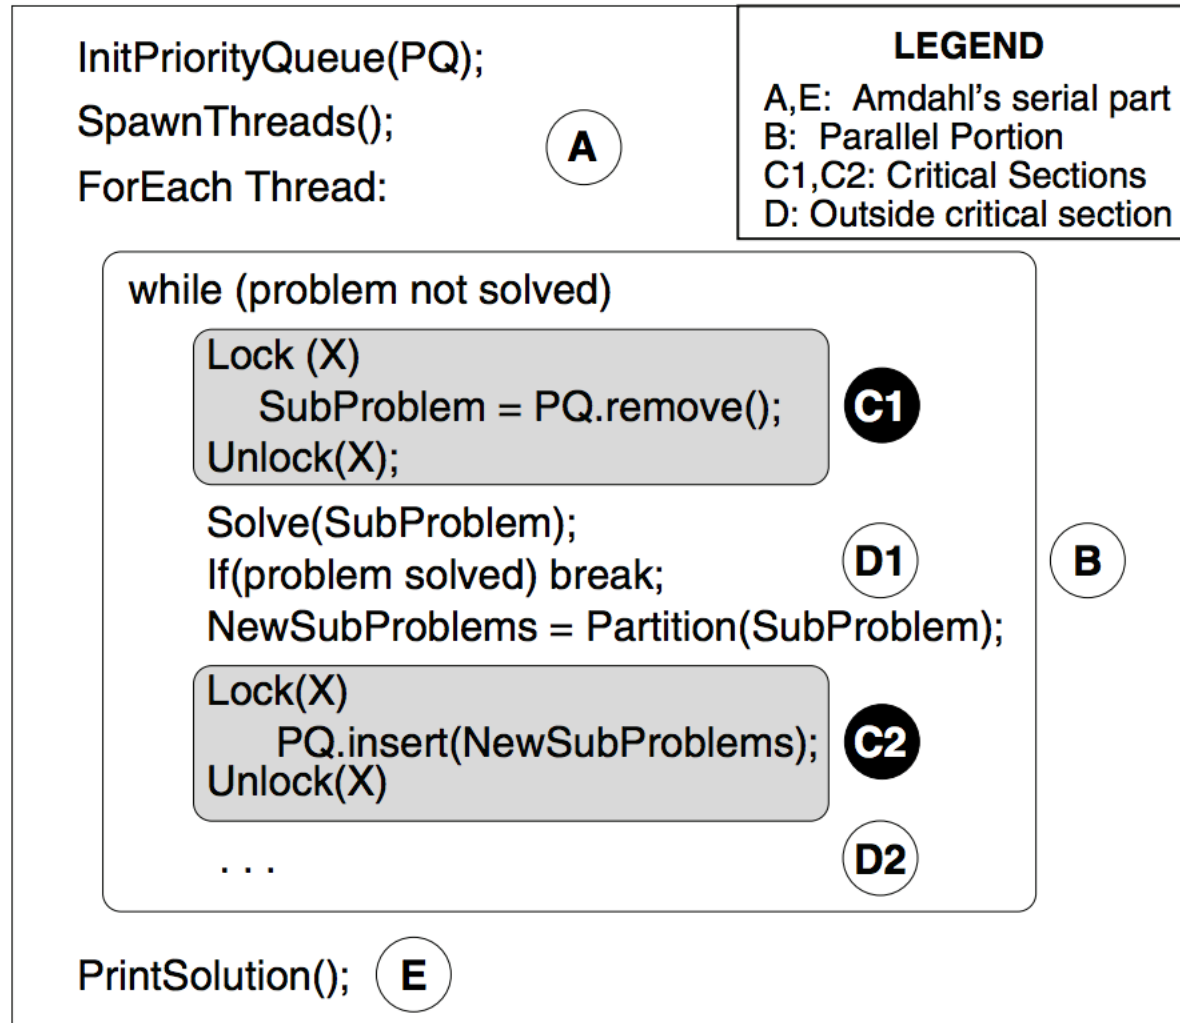 InitPriorityQueue(PQ);
SpawnThreads();
ForEach Thread:
A
LEGEND
A,E: Amdahl's serial part
B: Parallel Portion
C1,C2: Critical Sections
D: Outside critical section
while (problem not solved)
Lock (X)
SubProblem = PQ.remove();
Unlock(X);
C1
Solve(SubProblem);
If(problem solved) break;
NewSubProblems = Partition(SubProblem);
D1
B
Lock(X)
PQ.insert(NewSubProblems);
Unlock(X)
C2
. . .
D2
PrintSolution();
E